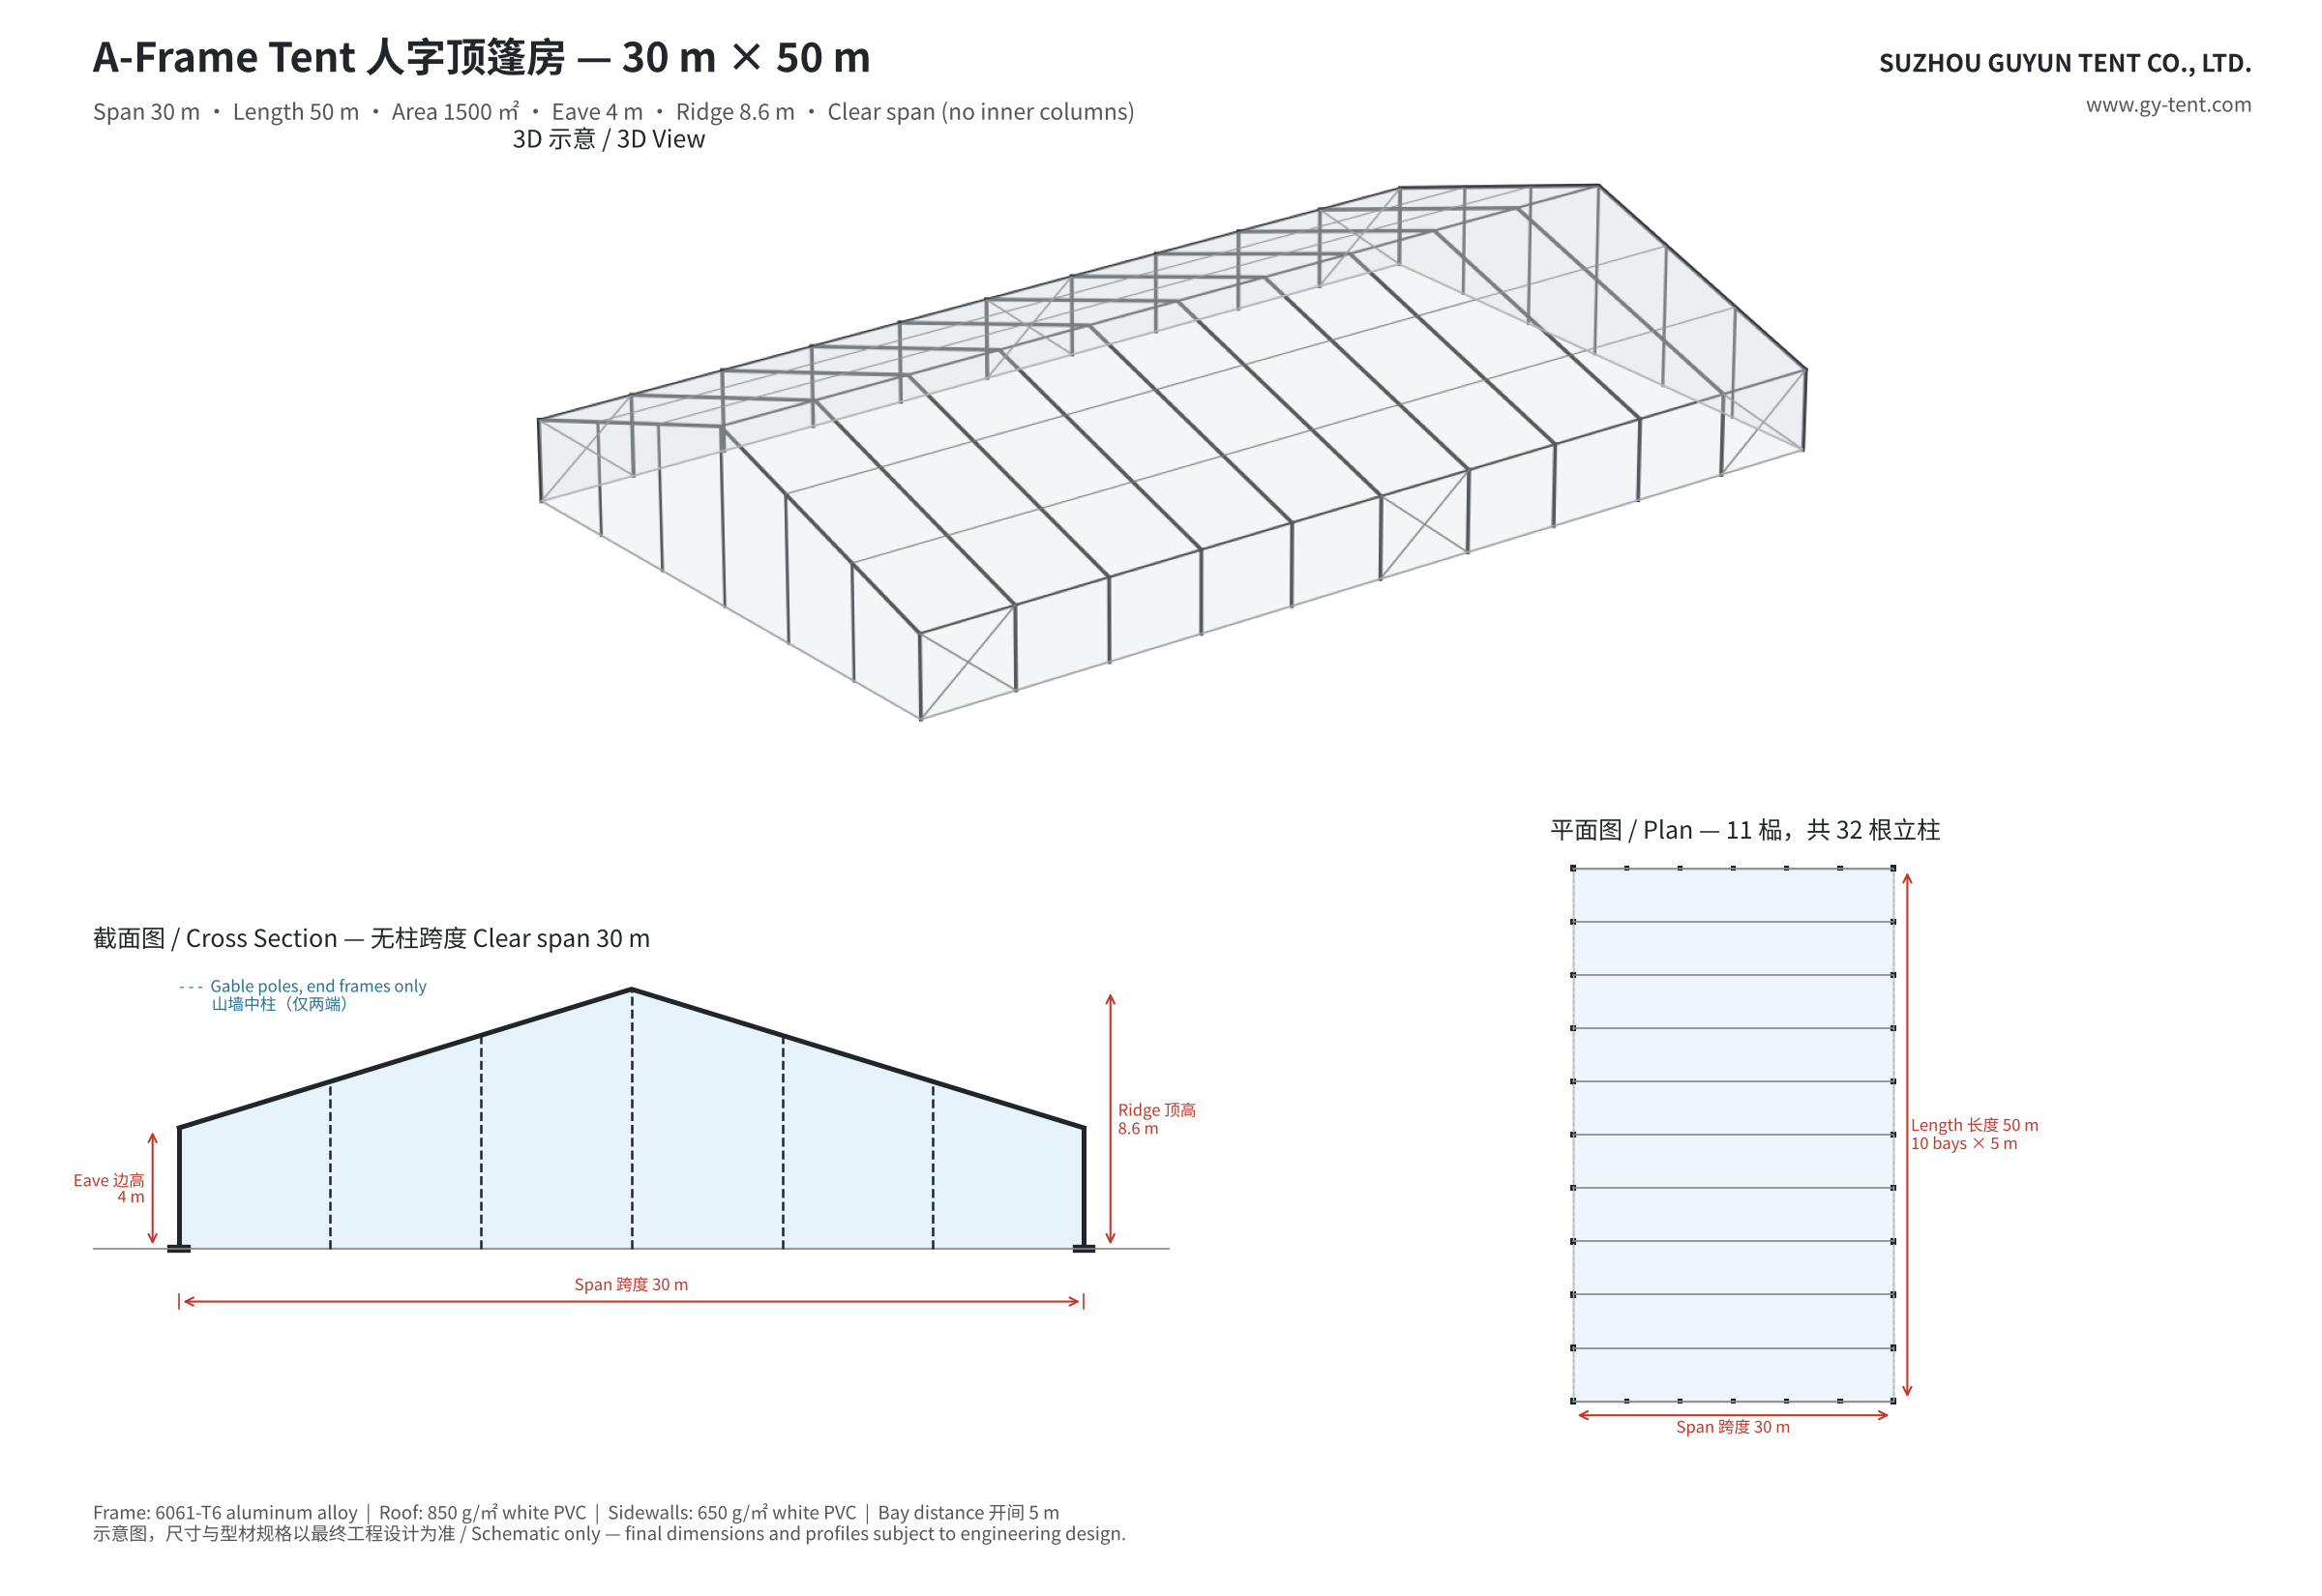 A-Frame Tent 人字顶篷房 — 30 m × 50 m
SUZHOU GUYUN TENT CO., LTD.
Span 30 m · Length 50 m · Area 1500 ㎡ · Eave 4 m · Ridge 8.6 m · Clear span (no inner columns)
www.gy-tent.com
3D 示意 / 3D View
平面图 / Plan — 11 榀，共 32 根立柱
截面图 / Cross Section — 无柱跨度 Clear span 30 m
Gable poles, end frames only
山墙中柱（仅两端）
Ridge 顶高
8.6 m
Eave 边高
4 m
Span 跨度 30 m
Length 长度 50 m
10 bays × 5 m
Span 跨度 30 m
Frame: 6061-T6 aluminum alloy | Roof: 850 g/㎡ white PVC | Sidewalls: 650 g/㎡ white PVC | Bay distance 开间 5 m
示意图，尺寸与型材规格以最终工程设计为准 / Schematic only — final dimensions and profiles subject to engineering design.